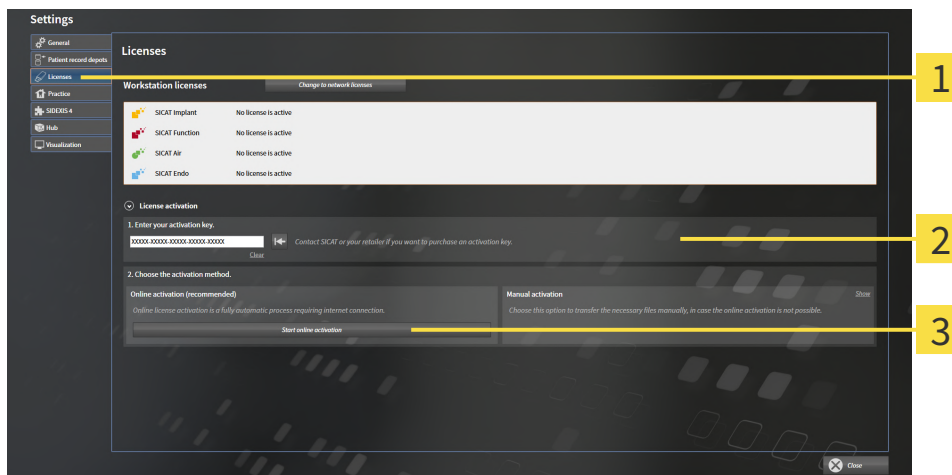 Settings
General
Patient record depots
Licenses
Practice
SIDEXIS 4
Hub
Visualization
Licenses
Workstation licenses
Change to network licenses
SICAT Implant No license is active
SICAT Function No license is active
SICAT Air No license is active
SICAT Endo No license is active
License activation
1. Enter your activation key.
XXXXX-XXXXX-XXXXX-XXXXX-XXXXX
Contact SICAT or your retailer if you want to purchase an activation key.
Clear
2. Choose the activation method.
Online activation (recommended)
Online license activation is a fully automatic process requiring internet connection.
Start online activation
Manual activation
Show
Choose this option to transfer the necessary files manually, in case the online activation is not possible.
Close
1
2
3